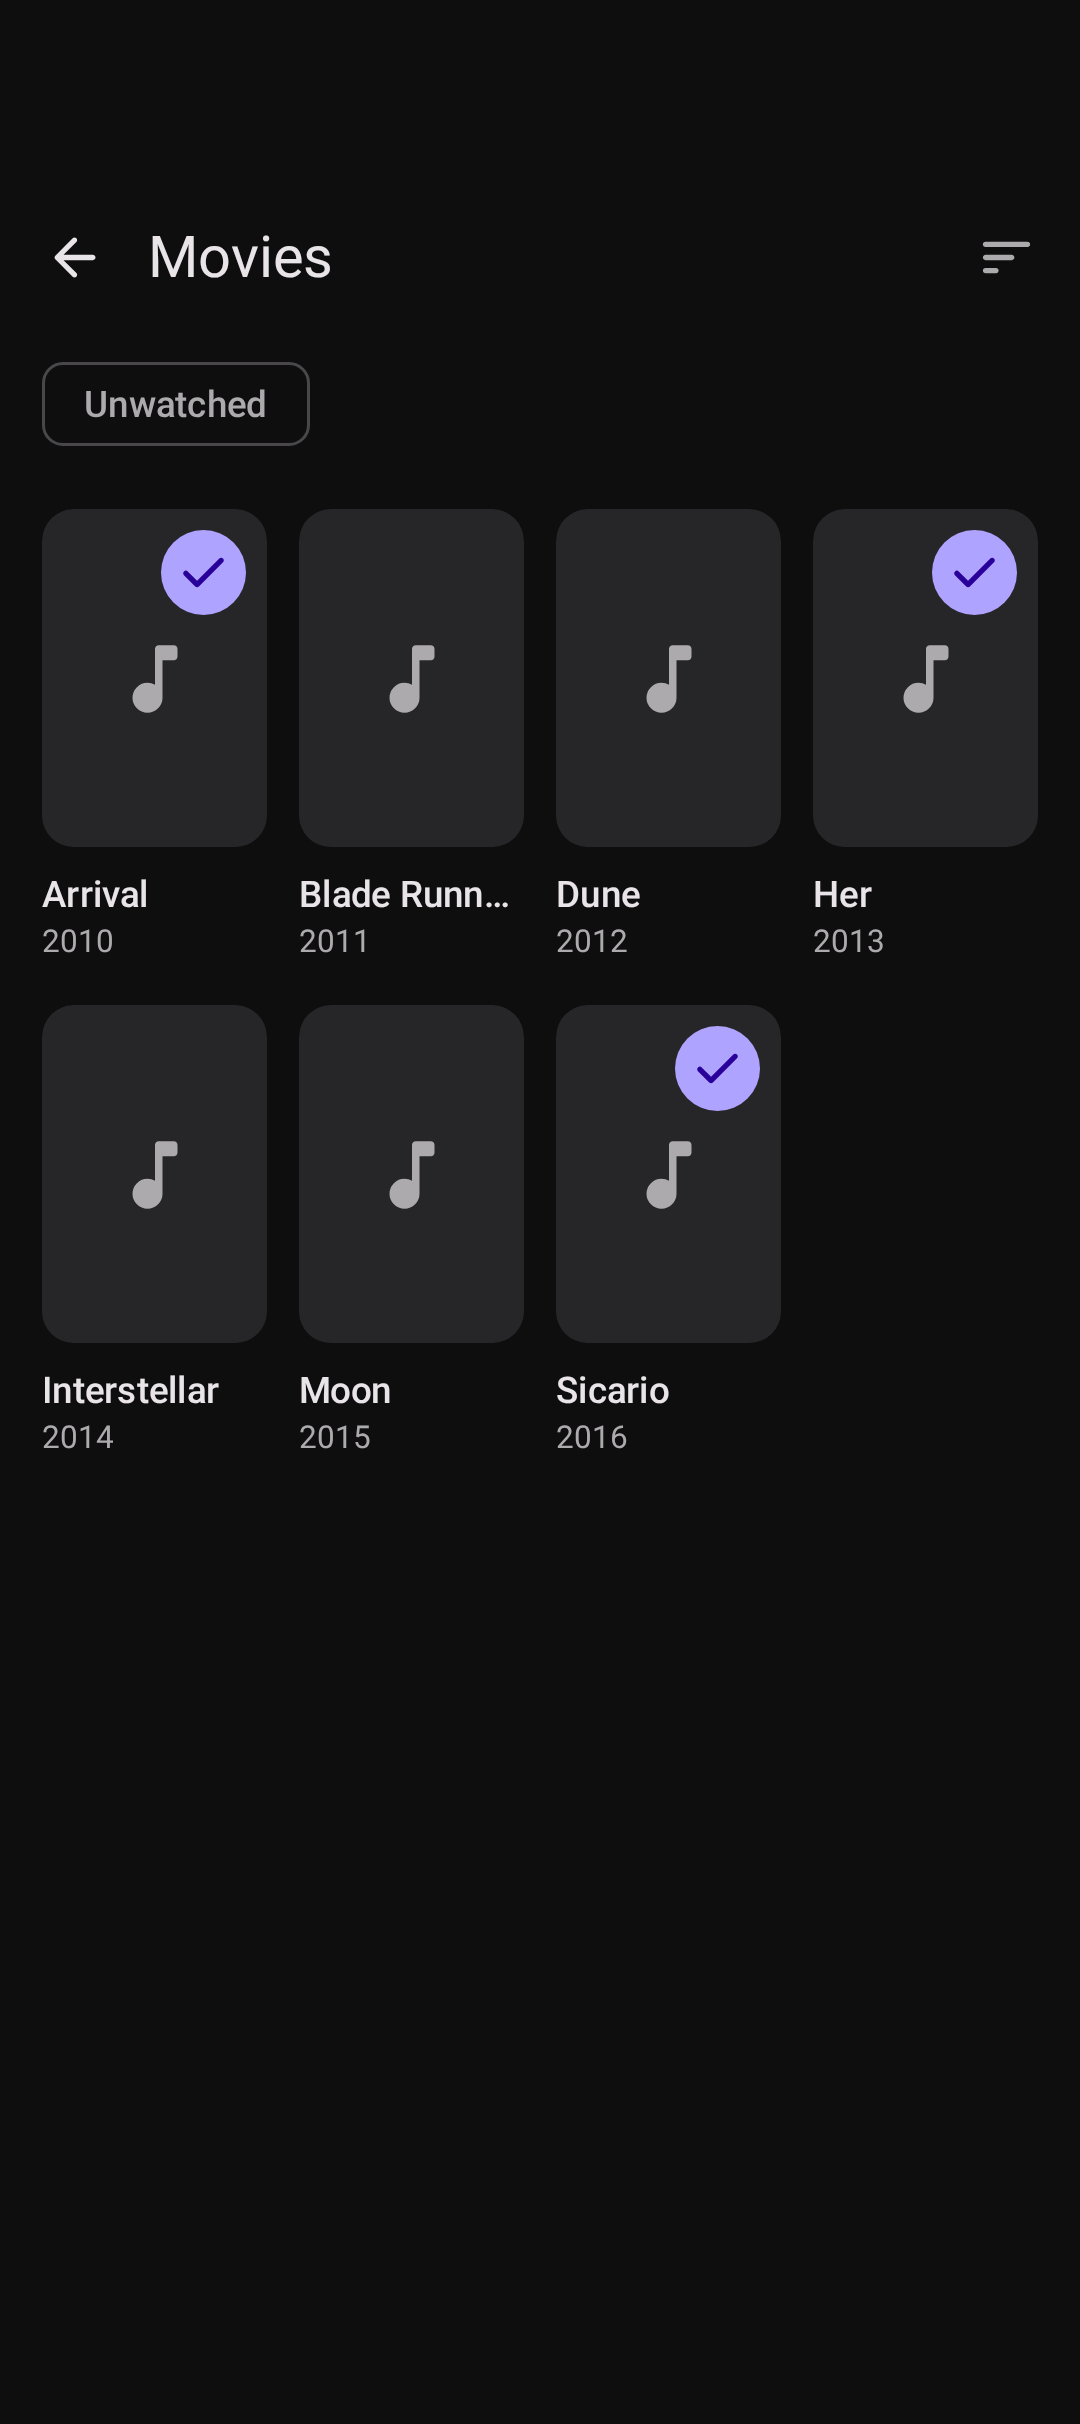 Movies
Unwatched
Arrival
2010
Blade Runn...
2011
Dune
2012
Her
2013
Interstellar
2014
Moon
2015
Sicario
2016